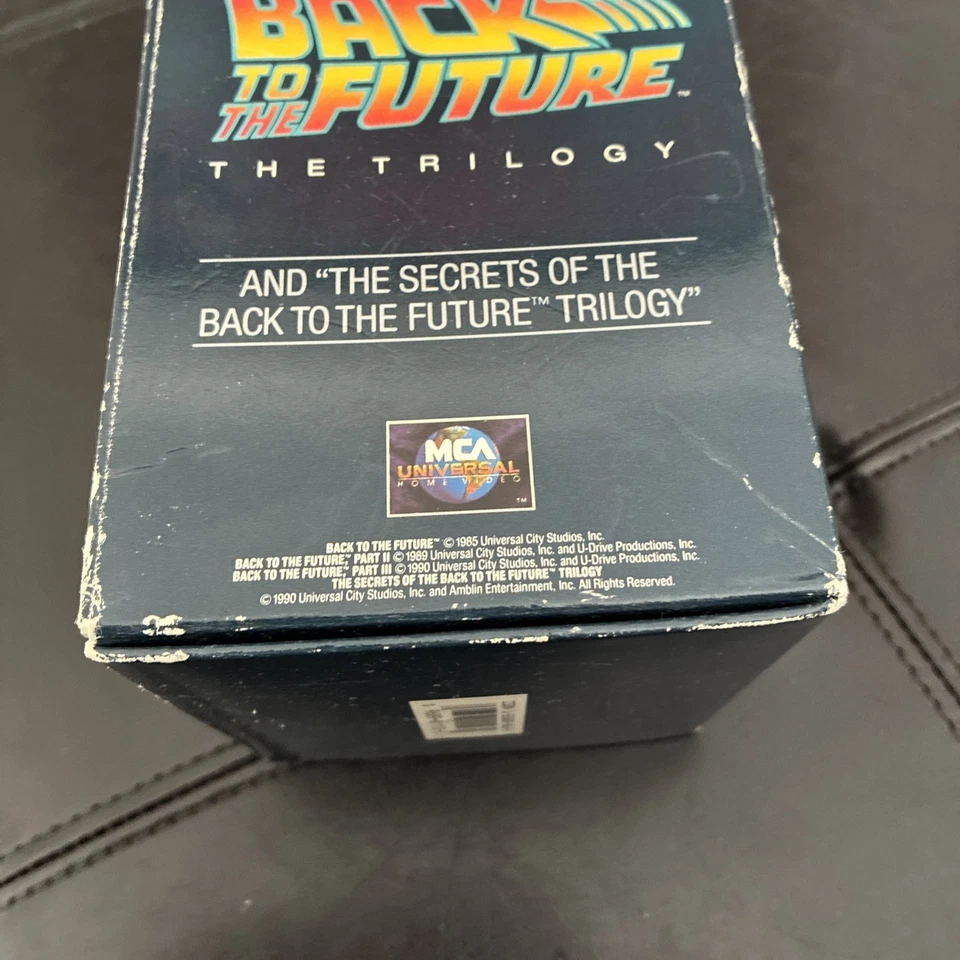 BACK
TO
THE FUTURE™
THE TRILOGY
AND “THE SECRETS OF THE
BACK TO THE FUTURE™ TRILOGY”
MCA
UNIVERSAL
HOME VIDEO
TM
BACK TO THE FUTURE™ ©1985 Universal City Studios, Inc.
BACK TO THE FUTURE,™ PART II ©1989 Universal City Studios, Inc. and U-Drive Productions, Inc.
BACK TO THE FUTURE™ PART III ©1990 Universal City Studios, Inc. and U-Drive Productions, Inc.
THE SECRETS OF THE BACK TO THE FUTURE™ TRILOGY
©1990 Universal City Studios, Inc. and Amblin Entertainment, Inc. All Rights Reserved.